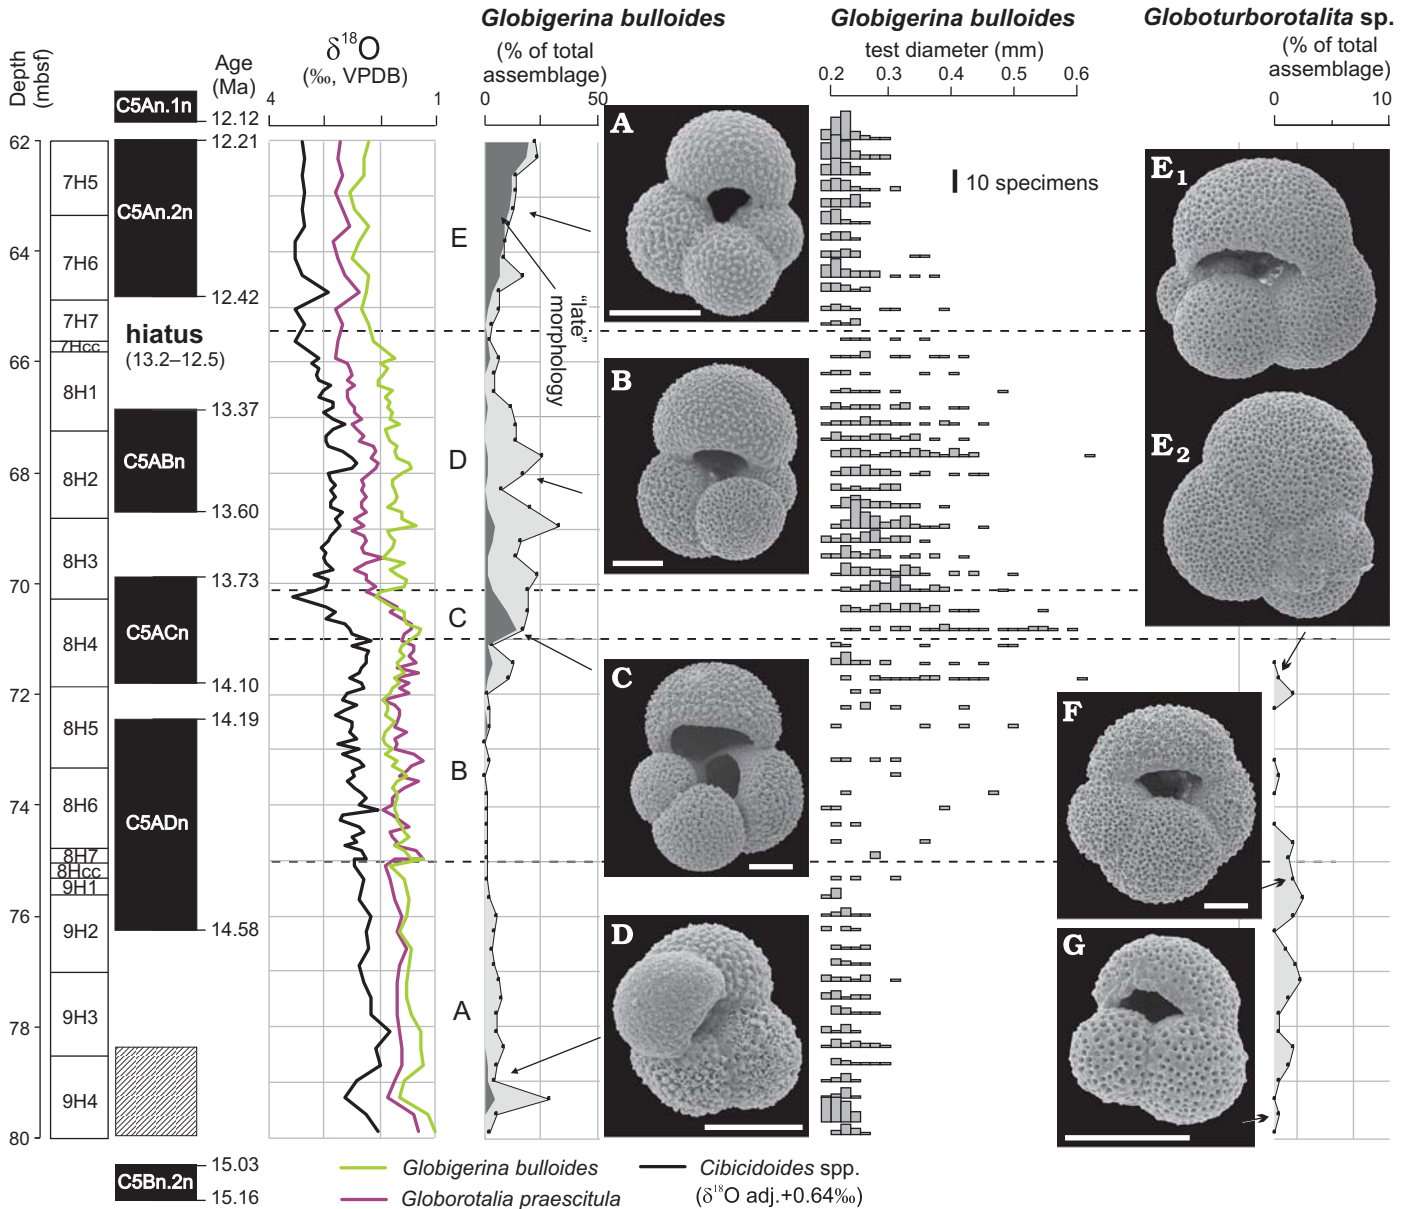 Globigerina bulloides
Globigerina bulloides
Globoturborotalita sp.
δ¹⁸O
(‰, VPDB)
(% of total
assemblage)
test diameter (mm)
(% of total
assemblage)
Depth
(mbsf)
Age
(Ma)
4 1
0 50
0.2 0.3 0.4 0.5 0.6
0 10
C5An.1n
12.12
62
7H5
C5An.2n
12.21
64
7H6
12.42
7H7
hiatus
(13.2–12.5)
7Hcc
66
8H1
13.37
C5ABn
8H2
68
13.60
8H3
13.73
70
C5ACn
8H4
14.10
72
14.19
8H5
8H6
C5ADn
74
8H7
8Hcc
9H1
76
9H2
14.58
9H3
78
9H4
80
C5Bn.2n
15.03
15.16
E
D
C
B
A
"late"
morphology
10 specimens
A
B
C
D
E1
E2
F
G
Globigerina bulloides
Globorotalia praescitula
Cibicidoides spp.
(δ¹⁸O adj.+0.64‰)